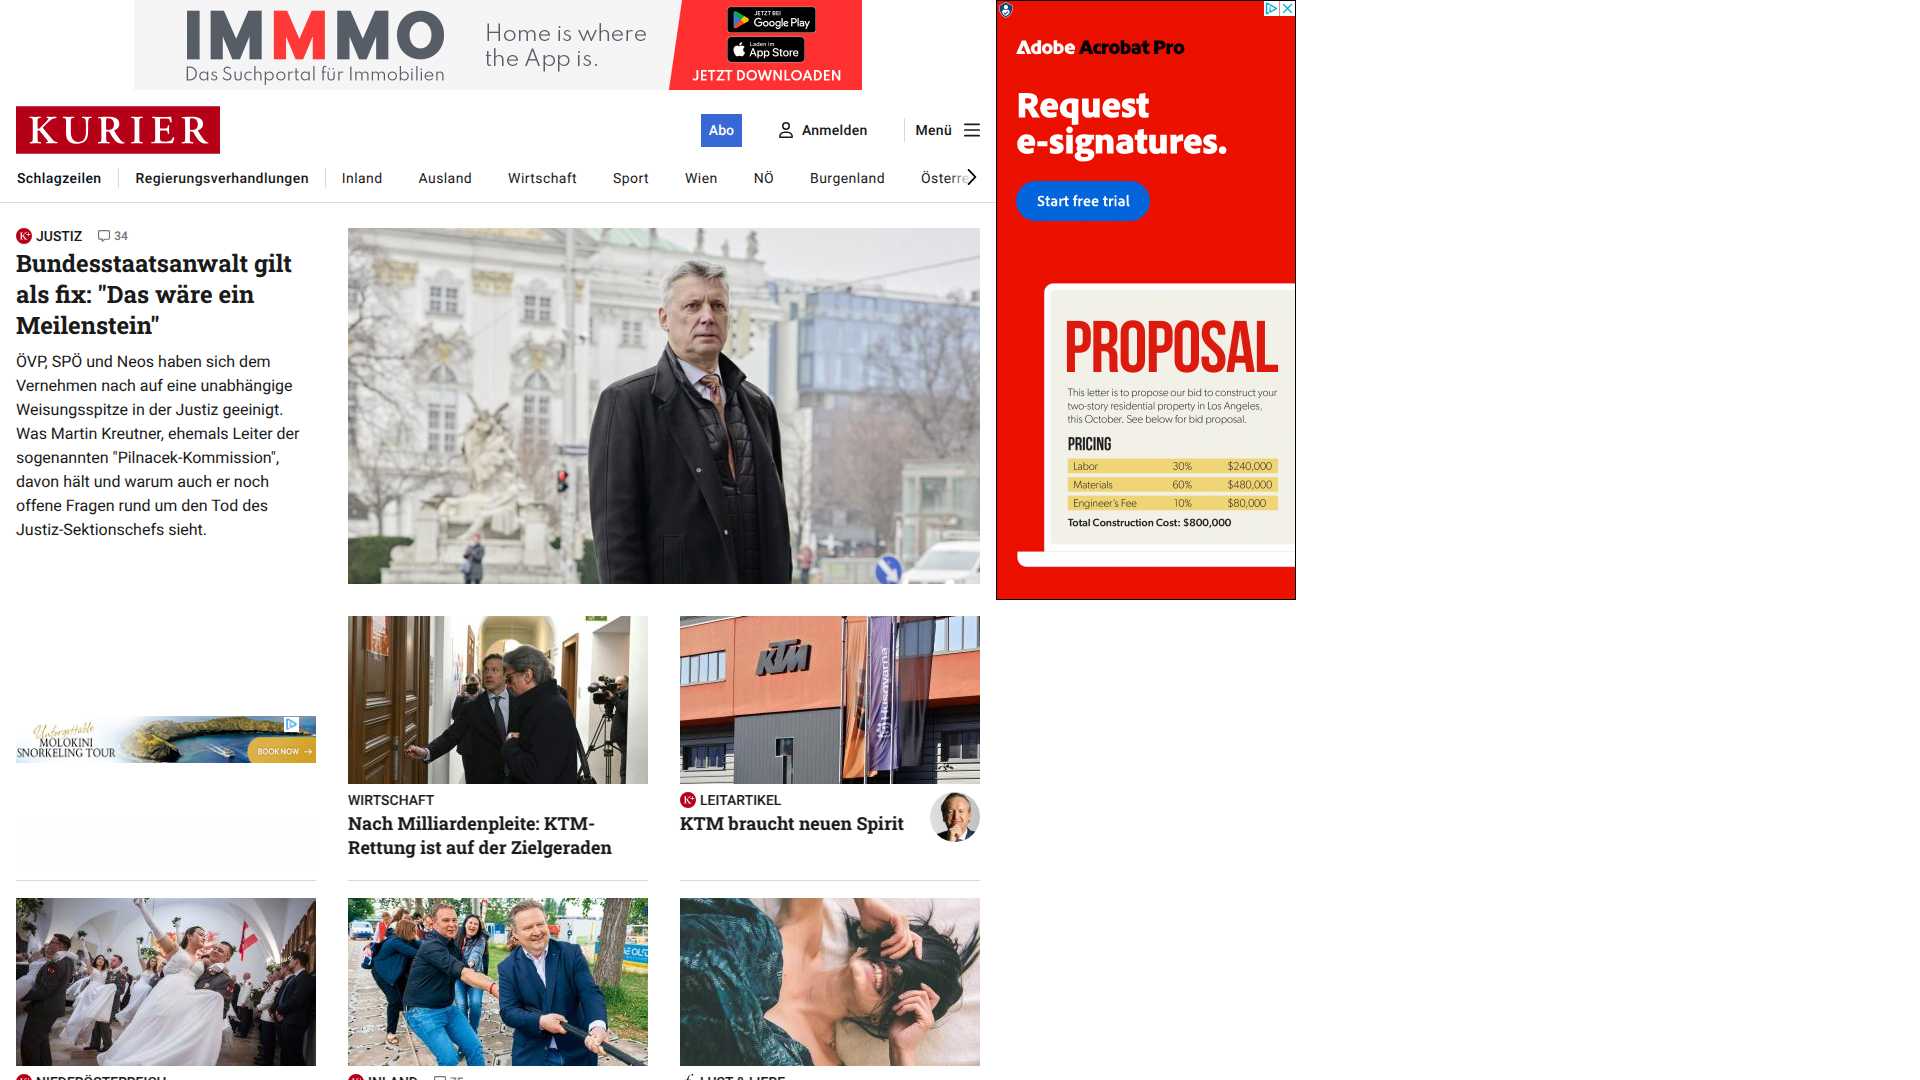 IMMMO
Das Suchportal für Immobilien
Home is where
the App is.
JETZT BEI
Google Play
Laden im
App Store
JETZT DOWNLOADEN
KURIER
Abo
Anmelden
Menü
Schlagzeilen
Regierungsverhandlungen
Inland
Ausland
Wirtschaft
Sport
Wien
NÖ
Burgenland
Österre
K+ JUSTIZ 34
Bundesstaatsanwalt gilt
als fix: "Das wäre ein
Meilenstein"
ÖVP, SPÖ und Neos haben sich dem
Vernehmen nach auf eine unabhängige
Weisungsspitze in der Justiz geeinigt.
Was Martin Kreutner, ehemals Leiter der
sogenannten "Pilnacek-Kommission",
davon hält und warum auch er noch
offene Fragen rund um den Tod des
Justiz-Sektionschefs sieht.
Unforgettable
MOLOKINI
SNORKELING TOUR
BOOK NOW →
WIRTSCHAFT
Nach Milliardenpleite: KTM-
Rettung ist auf der Zielgeraden
KTM
Husqvarna
K+ LEITARTIKEL
KTM braucht neuen Spirit
NIEDERÖSTERREICH
INLAND 75
LUST & LIEBE
Adobe Acrobat Pro
Request
e-signatures.
Start free trial
PROPOSAL
This letter is to propose our bid to construct your
two-story residential property in Los Angeles,
this October. See below for bid proposal.
PRICING
Labor 30% $240,000
Materials 60% $480,000
Engineer's Fee 10% $80,000
Total Construction Cost: $800,000